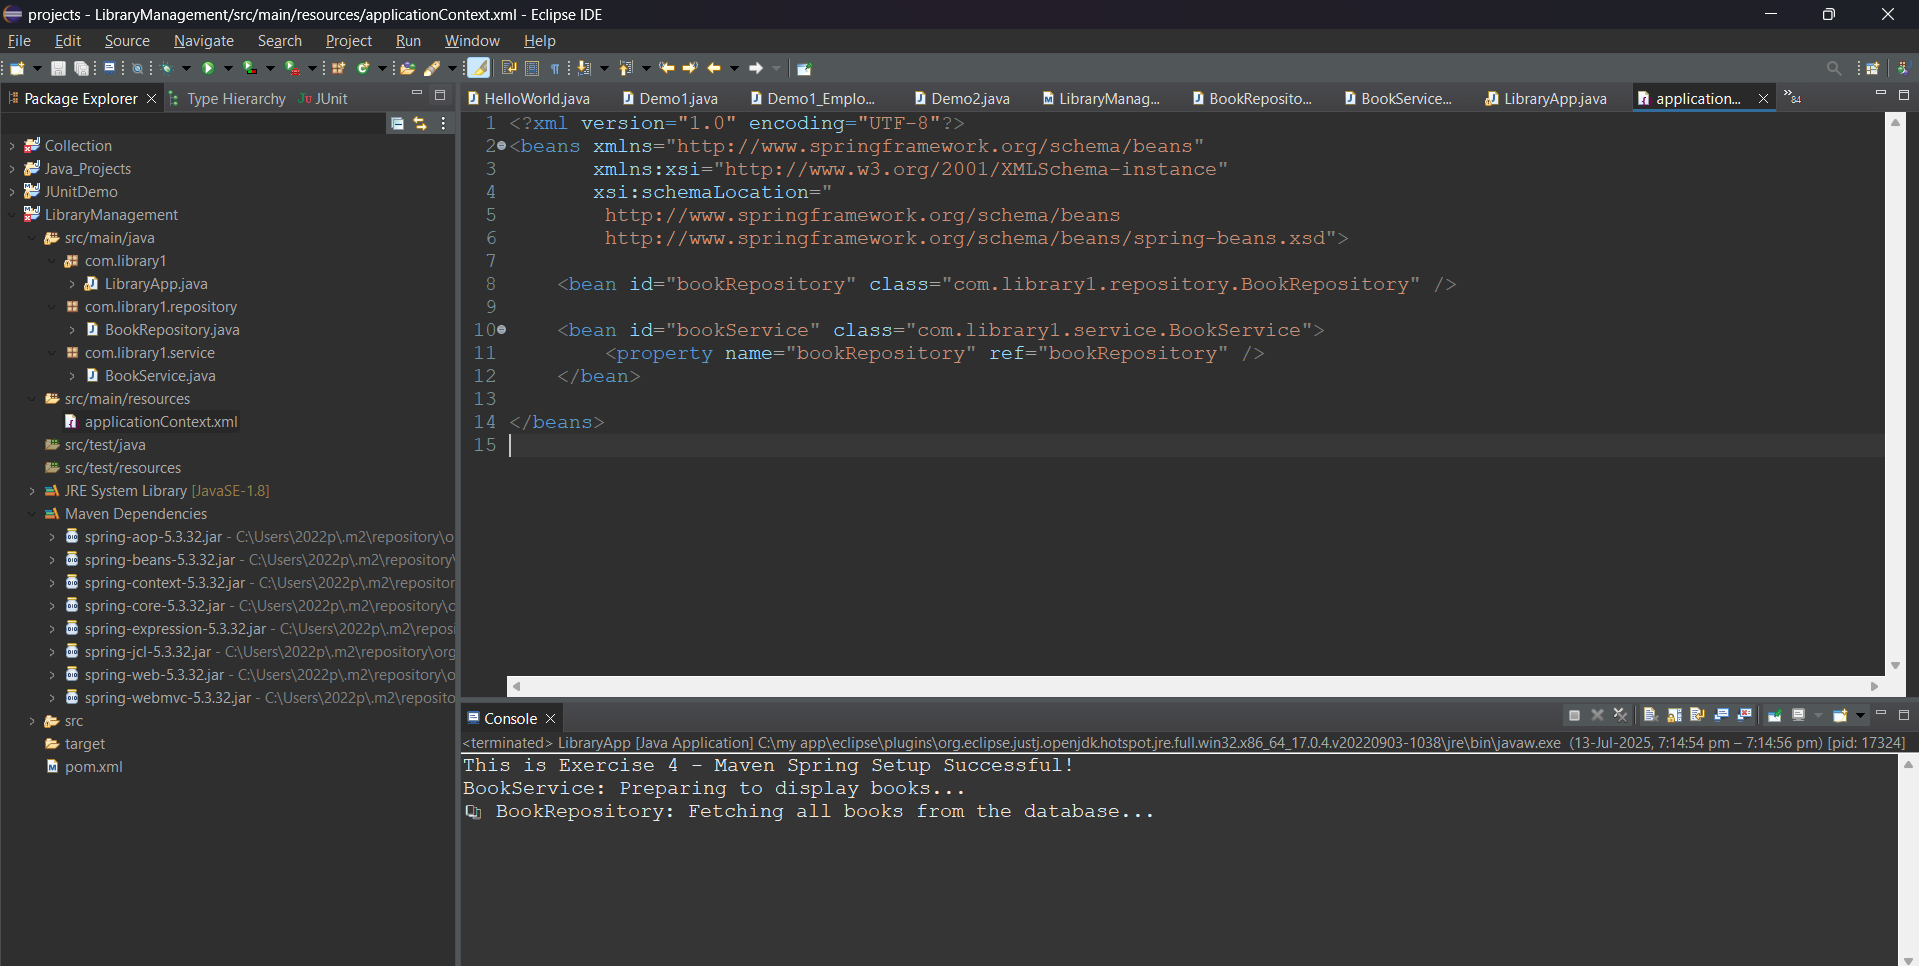 projects - LibraryManagement/src/main/resources/applicationContext.xml - Eclipse IDE
File Edit Source Navigate Search Project Run Window Help
Package Explorer Type Hierarchy JUnit
HelloWorld.java Demo1.java Demo1_Emplo... Demo2.java LibraryManag... BookReposito... BookService... LibraryApp.java application... 84
Collection
Java_Projects
JUnitDemo
LibraryManagement
src/main/java
com.library1
LibraryApp.java
com.library1.repository
BookRepository.java
com.library1.service
BookService.java
src/main/resources
applicationContext.xml
src/test/java
src/test/resources
JRE System Library [JavaSE-1.8]
Maven Dependencies
spring-aop-5.3.32.jar - C:\Users\2022p\.m2\repository\o
spring-beans-5.3.32.jar - C:\Users\2022p\.m2\repository\
spring-context-5.3.32.jar - C:\Users\2022p\.m2\repositor
spring-core-5.3.32.jar - C:\Users\2022p\.m2\repository\o
spring-expression-5.3.32.jar - C:\Users\2022p\.m2\reposi
spring-jcl-5.3.32.jar - C:\Users\2022p\.m2\repository\org
spring-web-5.3.32.jar - C:\Users\2022p\.m2\repository\o
spring-webmvc-5.3.32.jar - C:\Users\2022p\.m2\reposito
src
target
pom.xml
1 <?xml version="1.0" encoding="UTF-8"?>
2 <beans xmlns="http://www.springframework.org/schema/beans"
3 xmlns:xsi="http://www.w3.org/2001/XMLSchema-instance"
4 xsi:schemaLocation="
5 http://www.springframework.org/schema/beans
6 http://www.springframework.org/schema/beans/spring-beans.xsd">
7
8 <bean id="bookRepository" class="com.library1.repository.BookRepository" />
9
10 <bean id="bookService" class="com.library1.service.BookService">
11 <property name="bookRepository" ref="bookRepository" />
12 </bean>
13
14 </beans>
15
Console
<terminated> LibraryApp [Java Application] C:\my app\eclipse\plugins\org.eclipse.justj.openjdk.hotspot.jre.full.win32.x86_64_17.0.4.v20220903-1038\jre\bin\javaw.exe (13-Jul-2025, 7:14:54 pm – 7:14:56 pm) [pid: 17324]
This is Exercise 4 - Maven Spring Setup Successful!
BookService: Preparing to display books...
BookRepository: Fetching all books from the database...